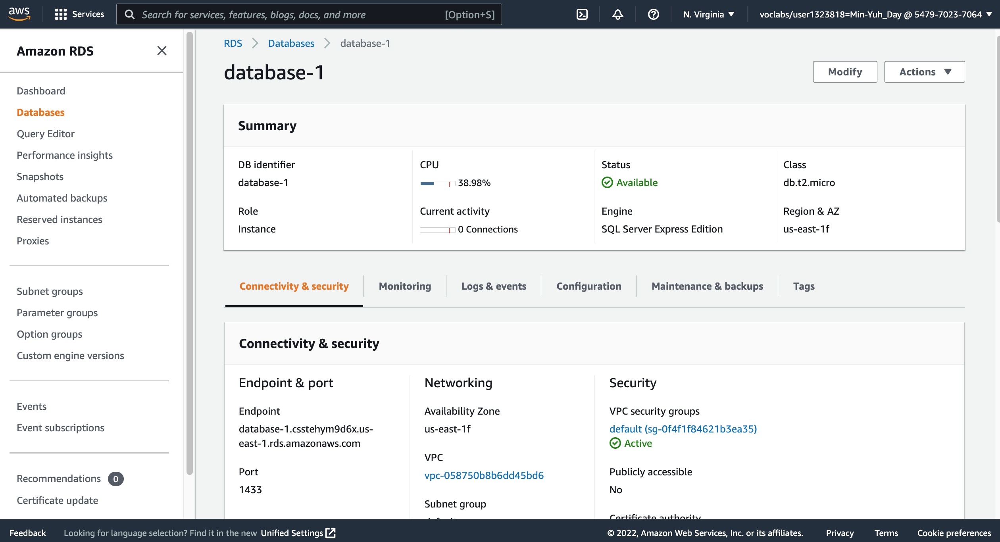 aws
Services
Search for services, features, blogs, docs, and more [Option+S]
N. Virginia
voclabs/user1323818=Min-Yuh_Day @ 5479-7023-7064
Amazon RDS
Dashboard
Databases
Query Editor
Performance insights
Snapshots
Automated backups
Reserved instances
Proxies
Subnet groups
Parameter groups
Option groups
Custom engine versions
Events
Event subscriptions
Recommendations 0
Certificate update
RDS > Databases > database-1
database-1
Modify
Actions
Summary
DB identifier
database-1
CPU
38.98%
Status
Available
Class
db.t2.micro
Role
Instance
Current activity
0 Connections
Engine
SQL Server Express Edition
Region & AZ
us-east-1f
Connectivity & security
Monitoring
Logs & events
Configuration
Maintenance & backups
Tags
Connectivity & security
Endpoint & port
Endpoint
database-1.csstehym9d6x.us-
east-1.rds.amazonaws.com
Port
1433
Networking
Availability Zone
us-east-1f
VPC
vpc-058750b8b6dd45bd6
Subnet group
Security
VPC security groups
default (sg-0f4f1f84621b3ea35)
Active
Publicly accessible
No
Certificate authority
Feedback
Looking for language selection? Find it in the new Unified Settings
© 2022, Amazon Web Services, Inc. or its affiliates.
Privacy
Terms
Cookie preferences